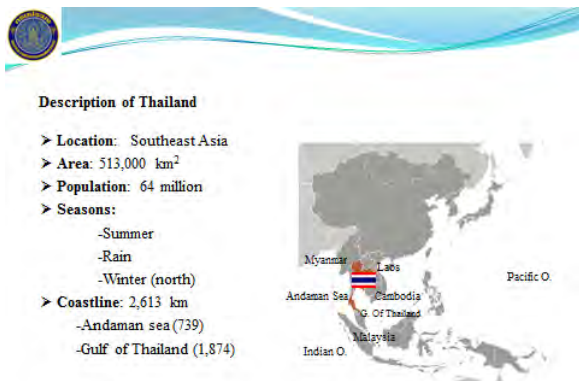 Description of Thailand
➤ Location: Southeast Asia
➤ Area: 513,000 km²
➤ Population: 64 million
➤ Seasons:
-Summer
-Rain
-Winter (north)
➤ Coastline: 2,613 km
-Andaman sea (739)
-Gulf of Thailand (1,874)
Myanmar
Laos
Pacific O.
Andaman Sea
Cambodia
G. Of Thailand
Malaysia
Indian O.